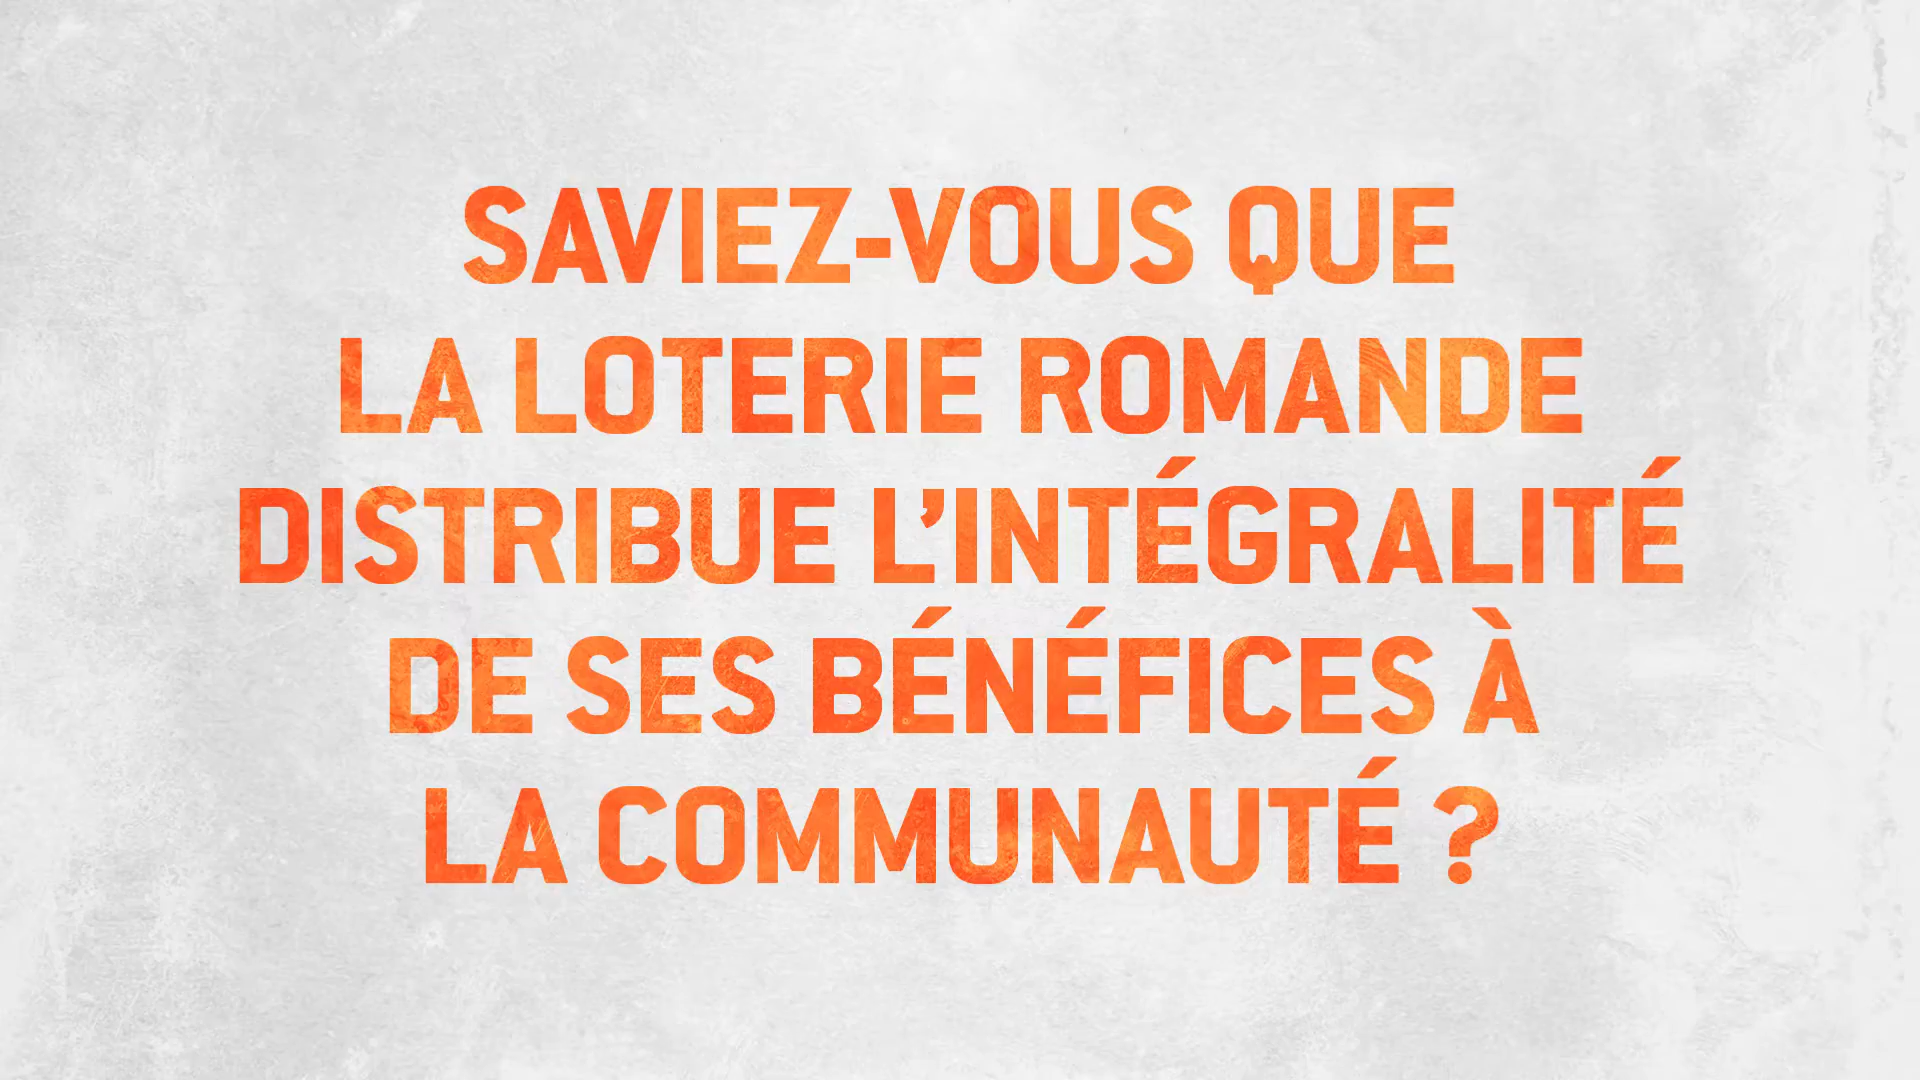 SAVIEZ-VOUS QUE
LA LOTERIE ROMANDE
DISTRIBUE L’INTÉGRALITÉ
DE SES BÉNÉFICES À
LA COMMUNAUTÉ ?